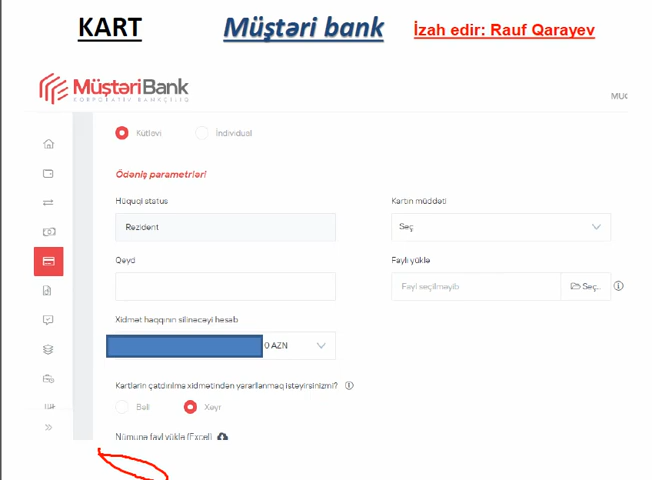 KART Müştəri bank İzah edir: Rauf Qarayev
MüştəriBank
KORPORATİV BANKÇILIQ
Kütləvi İndividual
Ödəniş parametrləri
Hüquqi status Kartın müddəti
Rezident Seç
Qeyd Faylı yüklə
Fayl seçilməyib Seç..
Xidmət haqqının silinəcəyi hesab
0 AZN
Kartların çatdırılma xidmətindən yararlanmaq istəyirsinizmi?
Bəli Xeyr
Nümunə faylı yüklə (Excel)